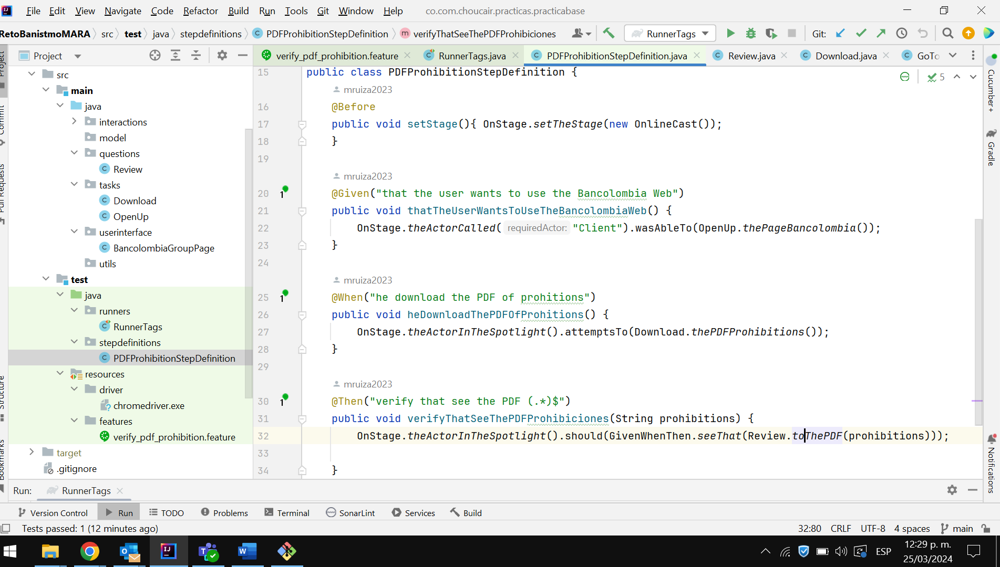 File Edit View Navigate Code Refactor Build Run Tools Git Window Help co.com.choucair.practicas.practicabase
RetoBanistmoMARA src test java stepdefinitions PDFProhibitionStepDefinition verifyThatSeeThePDFProhibiciones RunnerTags Git:
Project
verify_pdf_prohibition.feature RunnerTags.java PDFProhibitionStepDefinition.java Review.java Download.java GoTo
src
main
java
interactions
model
questions
Review
tasks
Download
OpenUp
userinterface
BancolombiaGroupPage
utils
test
java
runners
RunnerTags
stepdefinitions
PDFProhibitionStepDefinition
resources
driver
chromedriver.exe
features
verify_pdf_prohibition.feature
target
.gitignore
5
15 public class PDFProhibitionStepDefinition {
mruiza2023
16 @Before
17 public void setStage(){ OnStage.setTheStage(new OnlineCast());
18 }
19
mruiza2023
20 @Given("that the user wants to use the Bancolombia Web")
21 public void thatTheUserWantsToUseTheBancolombiaWeb() {
22 OnStage.theActorCalled( requiredActor: "Client").wasAbleTo(OpenUp.thePageBancolombia());
23 }
24
mruiza2023
25 @When("he download the PDF of prohitions")
26 public void heDownloadThePDFOfProhitions() {
27 OnStage.theActorInTheSpotlight().attemptsTo(Download.thePDFProhibitions());
28 }
29
mruiza2023
30 @Then("verify that see the PDF (.*)$")
31 public void verifyThatSeeThePDFProhibiciones(String prohibitions) {
32 OnStage.theActorInTheSpotlight().should(GivenWhenThen.seeThat(Review.toThePDF(prohibitions)));
33
34 }
Project
Commit
Pull Requests
Structure
Bookmarks
Cucumber+
Gradle
Notifications
Run: RunnerTags
Version Control Run TODO Problems Terminal SonarLint Services Build
Tests passed: 1 (12 minutes ago) 32:80 CRLF UTF-8 4 spaces main
ESP
12:29 p. m.
25/03/2024